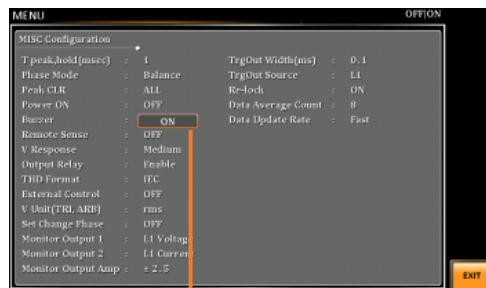 MENU OFF|ON
MISC Configuration
T peak,hold(msec) : 1 TrgOut Width(ms) : 0.1
Phase Mode : Balance TrgOut Source : L1
Peak CLR : ALL Re-lock : ON
Power ON : OFF Data Average Count : 8
Buzzer : ON Data Update Rate : Fast
Remote Sense : OFF
V Response : Medium
Output Relay : Enable
THD Format : IEC
External Control : OFF
V Unit(TRI, ARB) : rms
Set Change Phase : OFF
Monitor Output 1 : L1 Voltage
Monitor Output 2 : L1 Current
Monitor Output Amp : ±2.5
EXIT